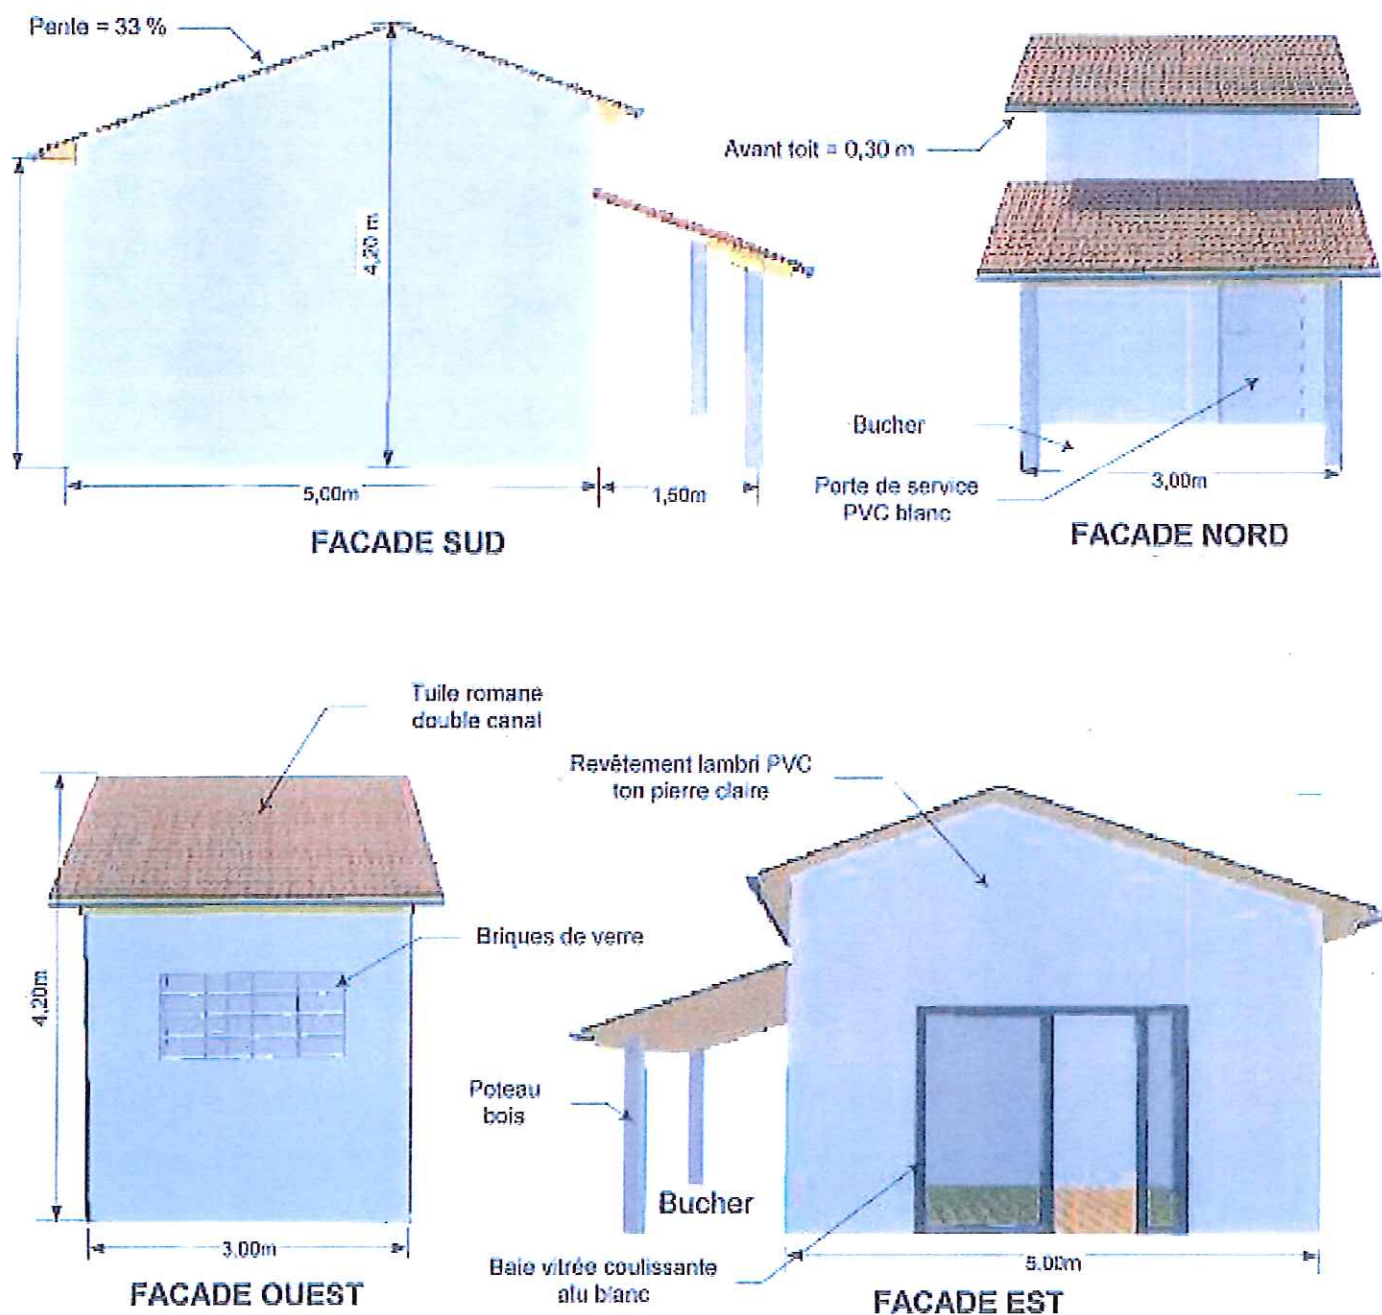 Pente = 33 %
4,20 m
5,00m
1,50m
FACADE SUD
Avant toit = 0,30 m
Bucher
Porte de service
PVC blanc
3,00m
FACADE NORD
Tuile romane
double canal
4,20m
Briques de verre
3,00m
FACADE OUEST
Revêtement lambri PVC
ton pierre claire
Poteau
bois
Bucher
Baie vitrée coulissante
alu blanc
5,00m
FACADE EST